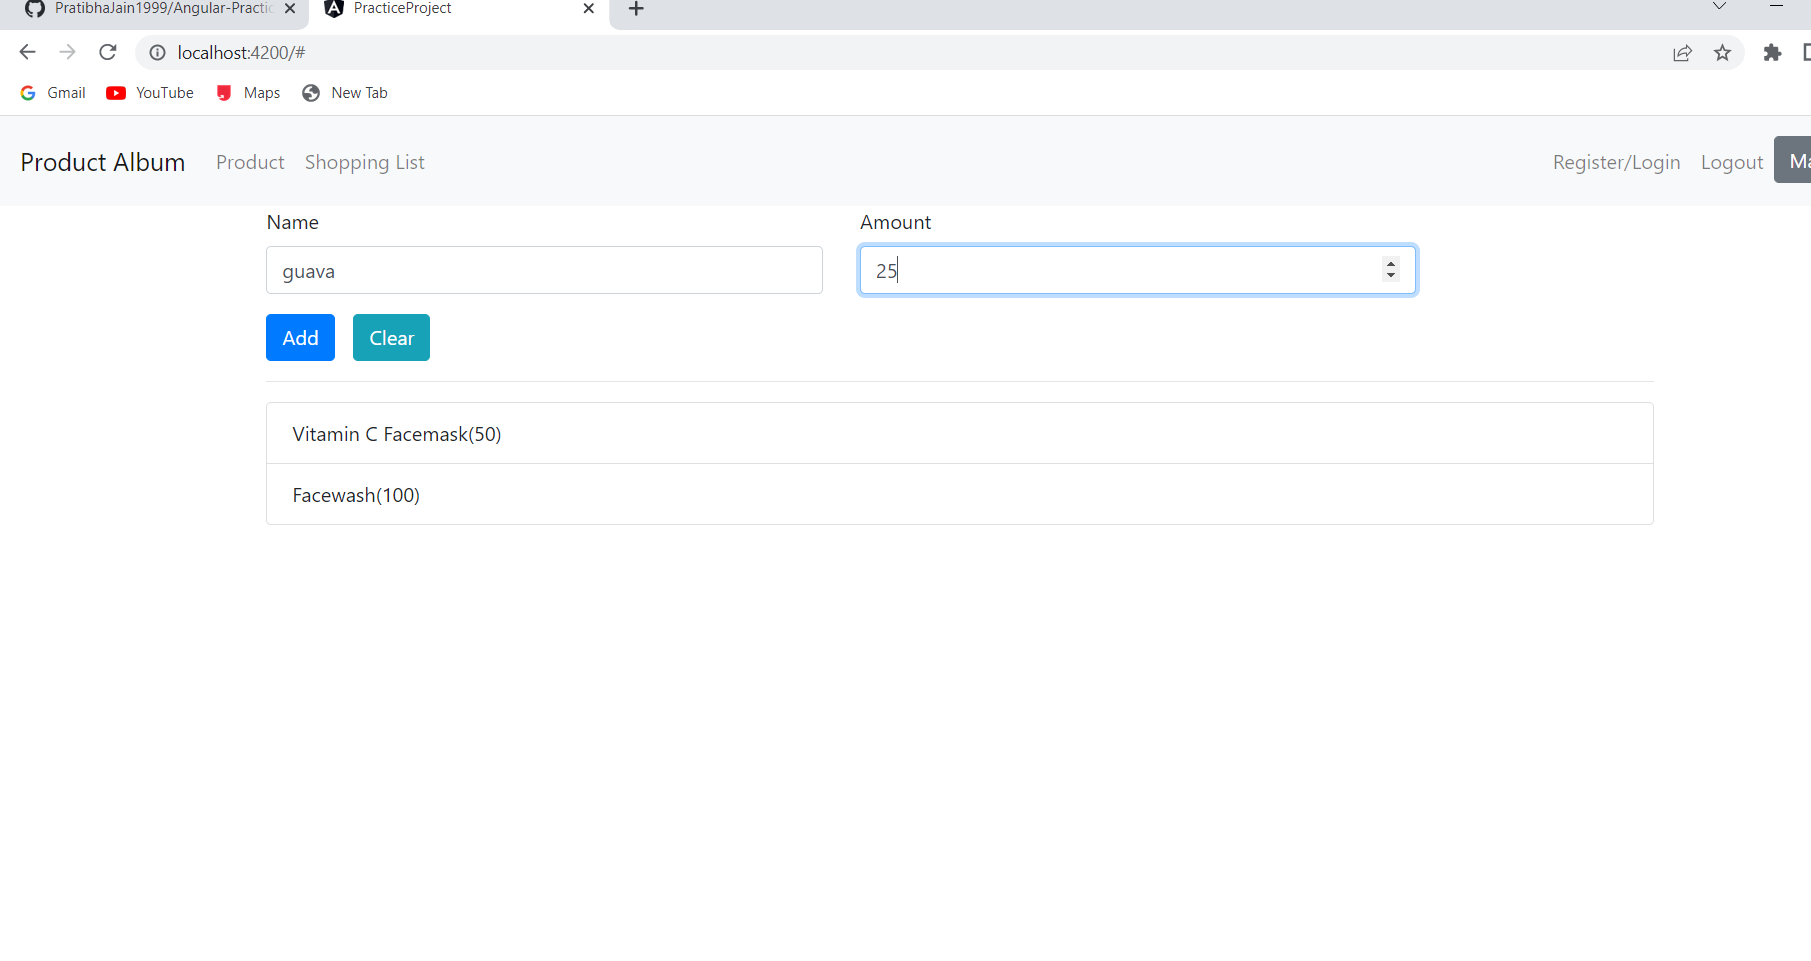 PratibhaJain1999/Angular-Practic
PracticeProject
localhost:4200/#
Gmail YouTube Maps New Tab
Product Album Product Shopping List Register/Login Logout
Name Amount
guava 25
Add Clear
Vitamin C Facemask(50)
Facewash(100)